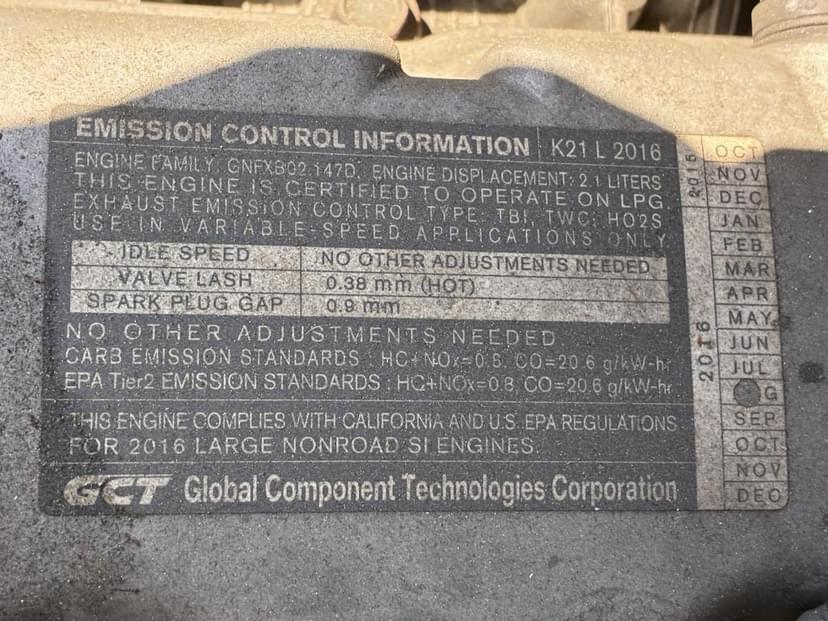 EMISSION CONTROL INFORMATION K21 L 2016
ENGINE FAMILY: GNFXB02.147D, ENGINE DISPLACEMENT: 2.1 LITERS
THIS ENGINE IS CERTIFIED TO OPERATE ON LPG
EXHAUST EMISSION CONTROL TYPE: TBI, TWC, HO2S
USE IN VARIABLE-SPEED APPLICATIONS ONLY
IDLE SPEED NO OTHER ADJUSTMENTS NEEDED
VALVE LASH 0.38 mm (HOT)
SPARK PLUG GAP 0.9 mm
NO OTHER ADJUSTMENTS NEEDED
CARB EMISSION STANDARDS : HC+NOx=0.8, CO=20.6 g/kW-hr
EPA Tier2 EMISSION STANDARDS : HC+NOx=0.8, CO=20.6 g/kW-hr
THIS ENGINE COMPLIES WITH CALIFORNIA AND U.S. EPA REGULATIONS
FOR 2016 LARGE NONROAD SI ENGINES.
GCT Global Component Technologies Corporation
2015
OCT
NOV
DEC
2016
JAN
FEB
MAR
APR
MAY
JUN
JUL
G
SEP
OCT
NOV
DEC